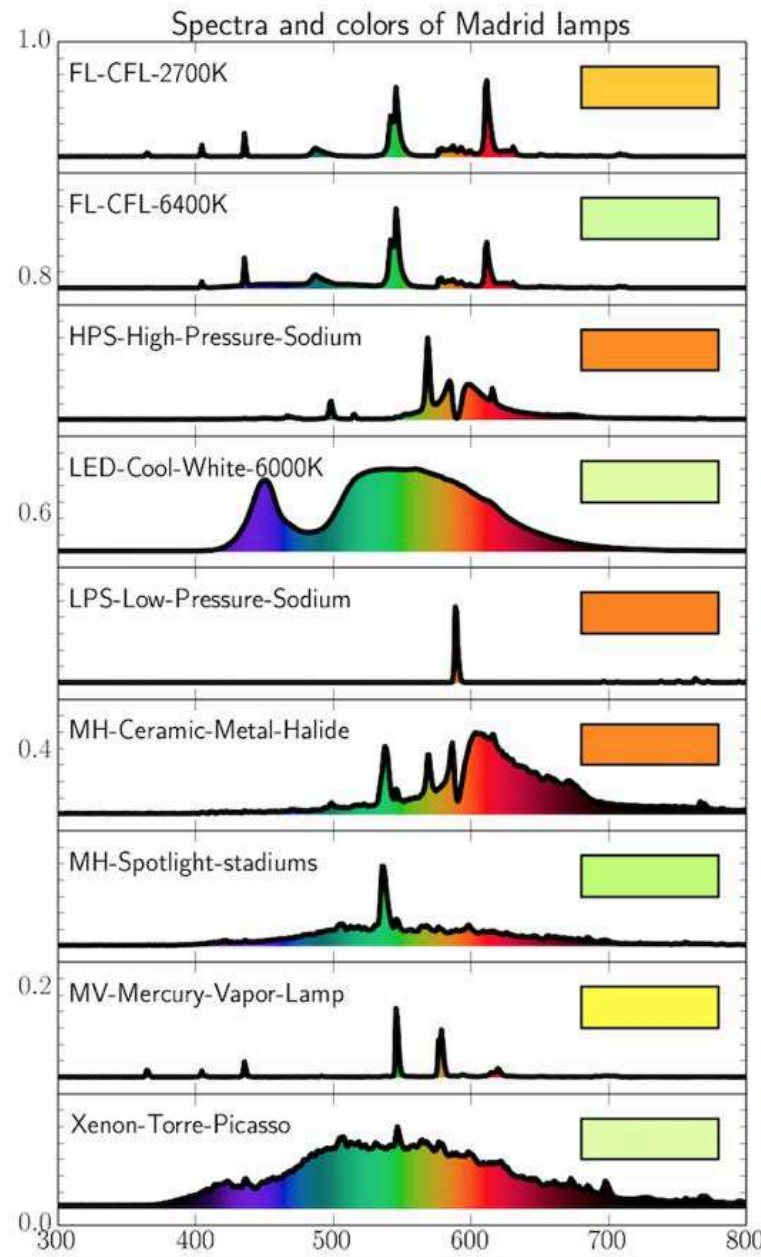 Spectra and colors of Madrid lamps
1.0
FL-CFL-2700K
FL-CFL-6400K
0.8
HPS-High-Pressure-Sodium
LED-Cool-White-6000K
0.6
LPS-Low-Pressure-Sodium
MH-Ceramic-Metal-Halide
0.4
MH-Spotlight-stadiums
0.2
MV-Mercury-Vapor-Lamp
Xenon-Torre-Picasso
0.0
300 400 500 600 700 800